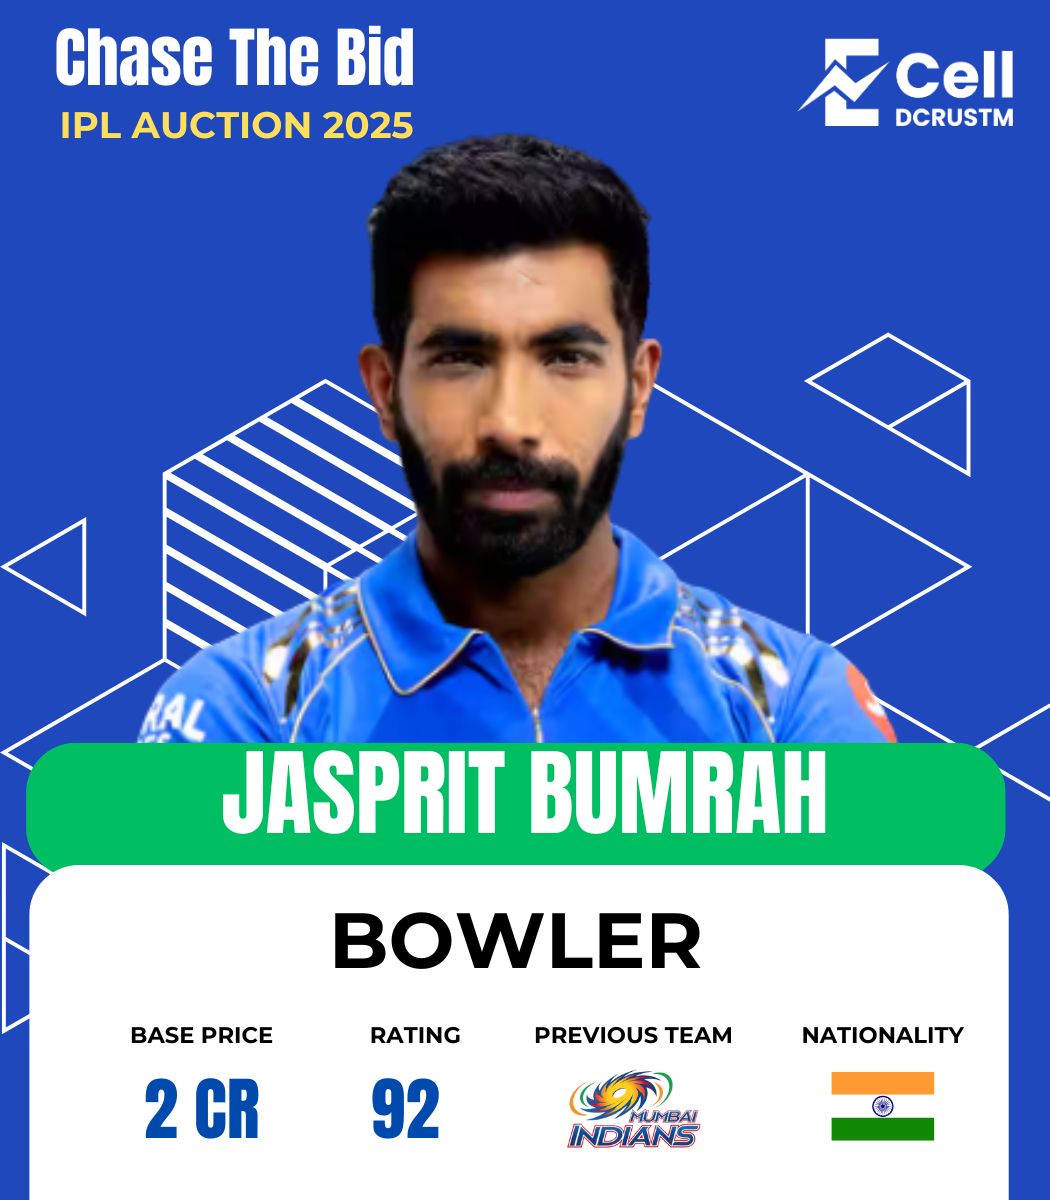 Chase The Bid
IPL AUCTION 2025
Cell
DCRUSTM
RAL
JASPRIT BUMRAH
BOWLER
BASE PRICE
RATING
PREVIOUS TEAM
NATIONALITY
2 CR
92
MUMBAI
INDIANS